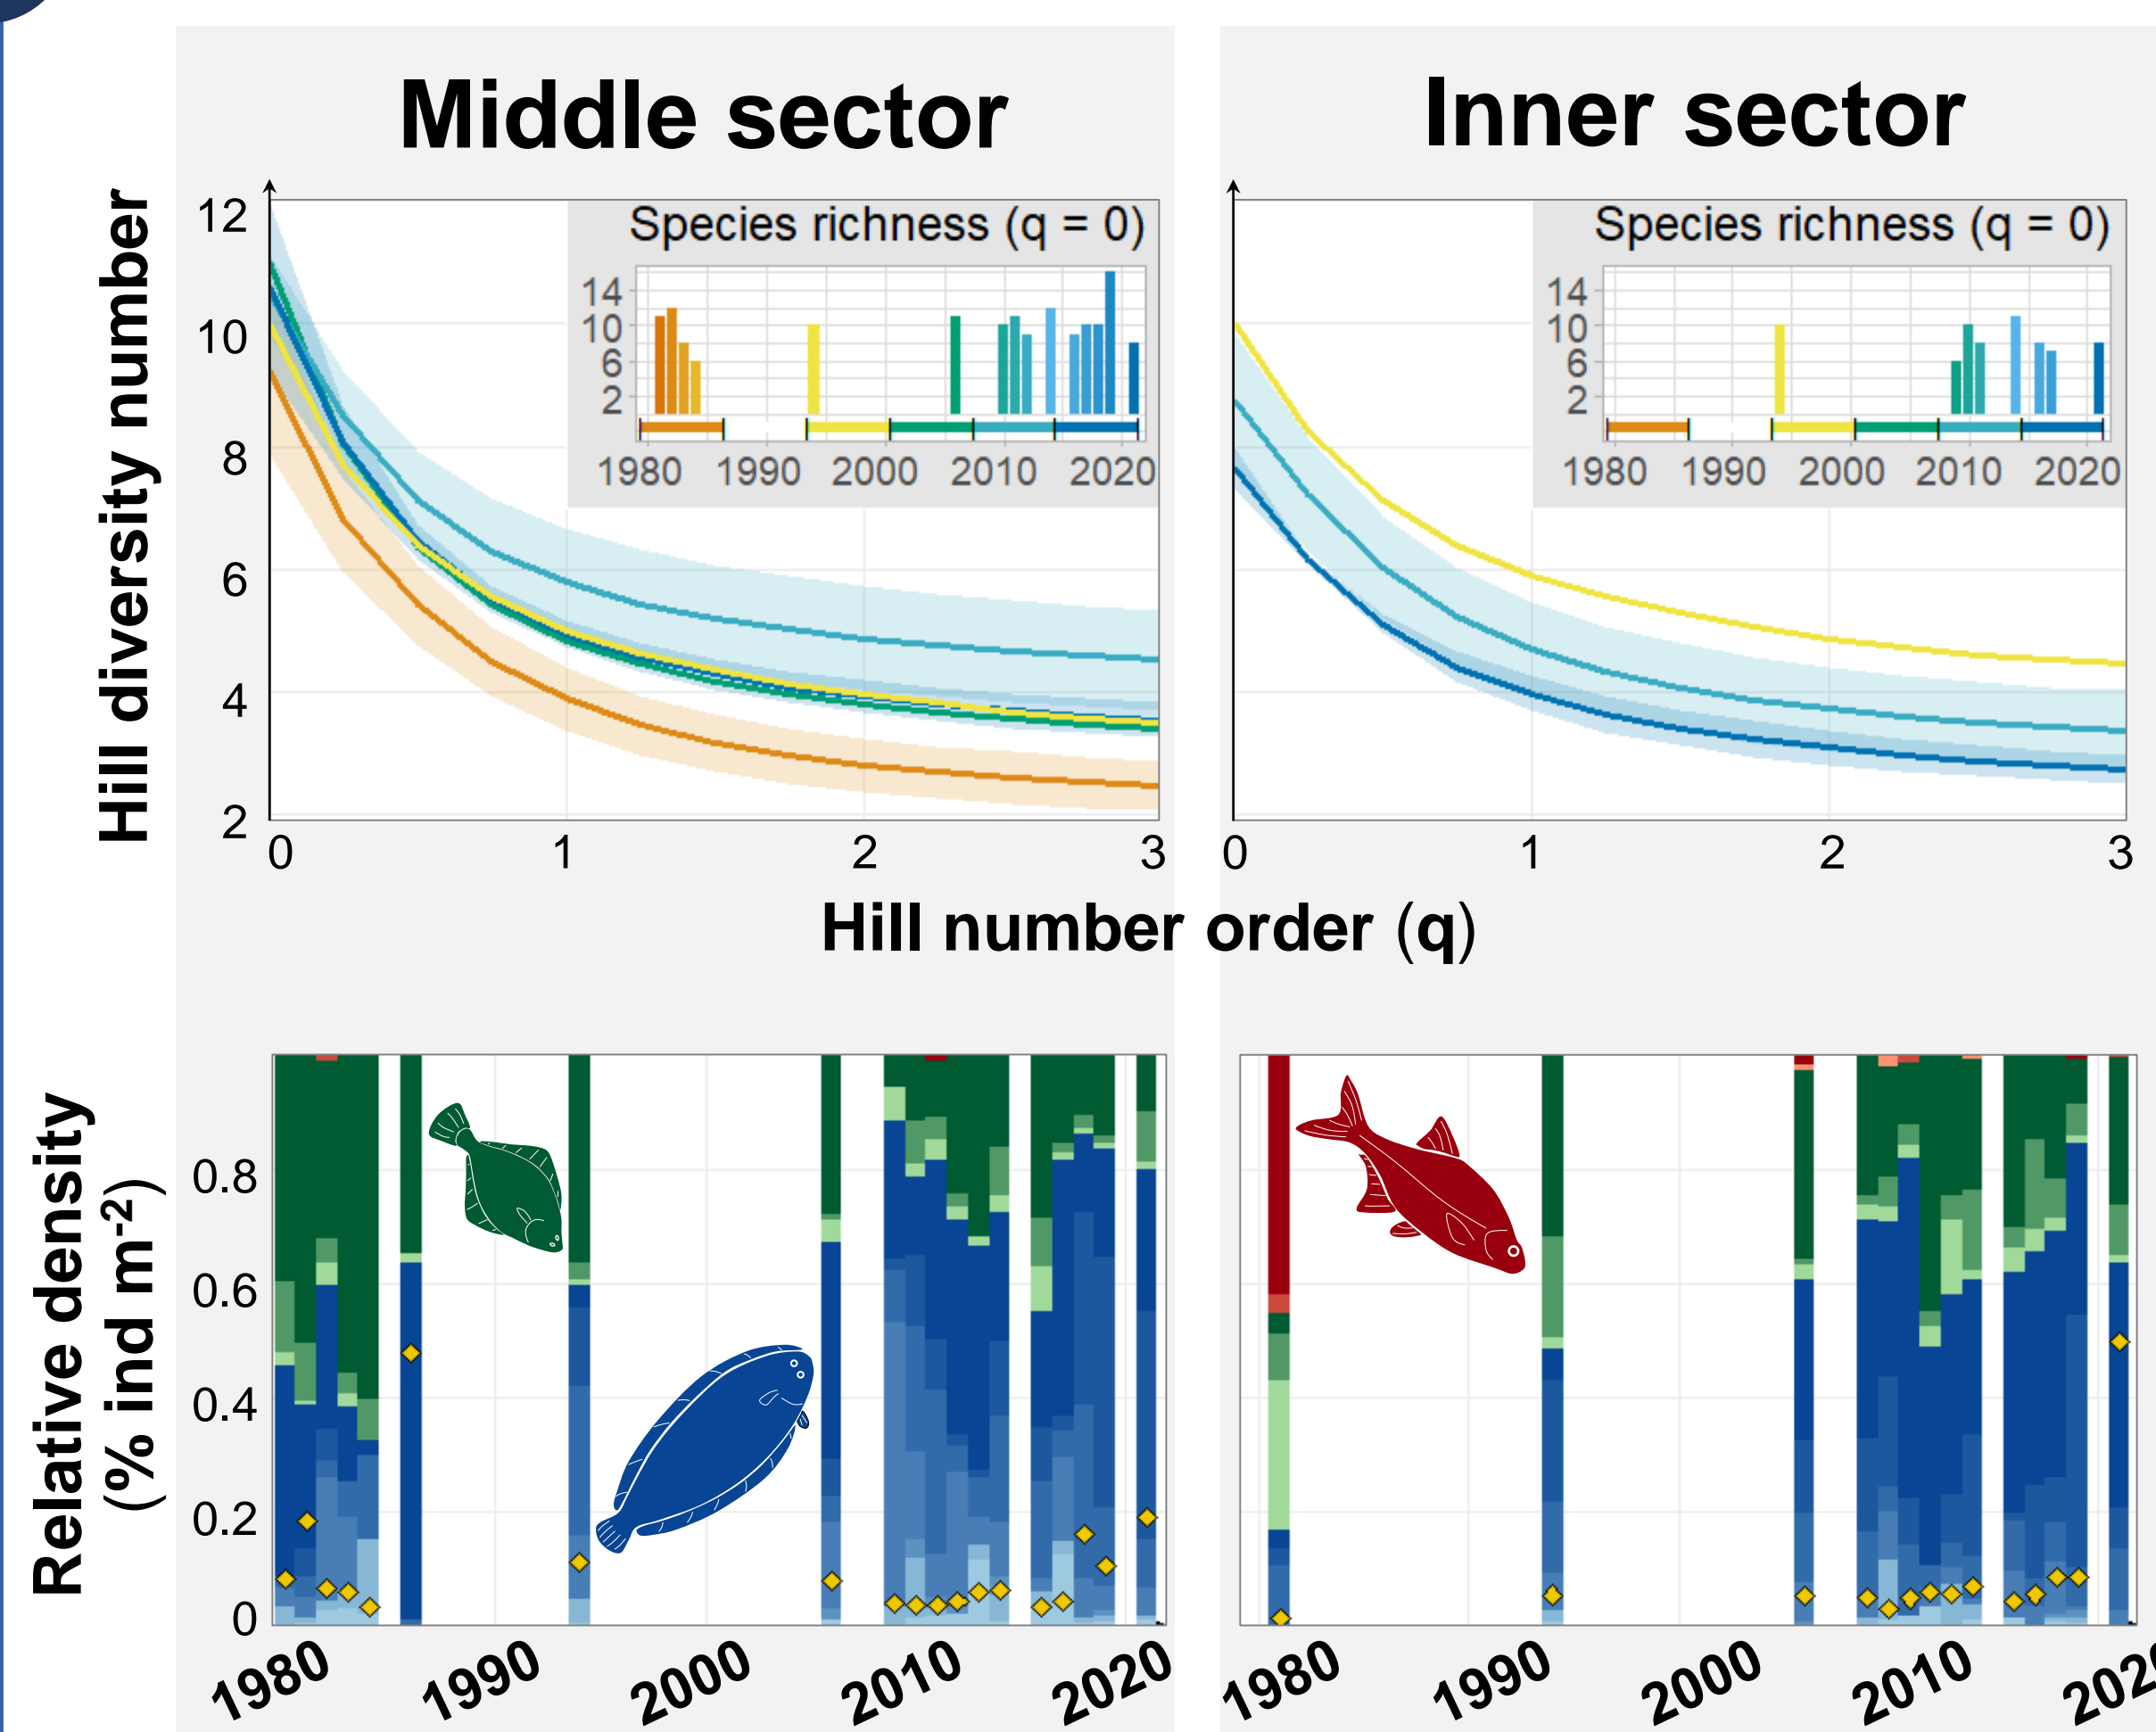 Middle sector
Inner sector
Hill diversity number
12
10
8
6
4
2
Species richness (q = 0)
14
10
6
2
1980 1990 2000 2010 2020
0 1 2 3
Species richness (q = 0)
14
10
6
2
1980 1990 2000 2010 2020
0 1 2 3
Hill number order (q)
Relative density
(% ind m-2)
0.8
0.6
0.4
0.2
0
1980 1990 2000 2010 2020
1980 1990 2000 2010 202